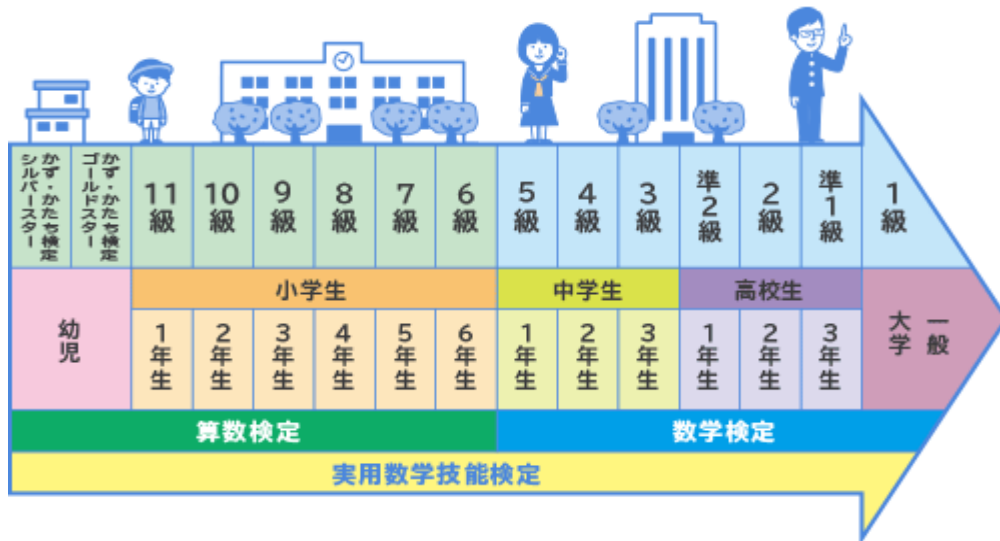 かず・かたち検定
シルバースター
かず・かたち検定
ゴールドスター
11級
10級
9級
8級
7級
6級
5級
4級
3級
準2級
2級
準1級
1級
幼児
小学生
中学生
高校生
1年生
2年生
3年生
4年生
5年生
6年生
1年生
2年生
3年生
1年生
2年生
3年生
一般
大学
算数検定
数学検定
実用数学技能検定